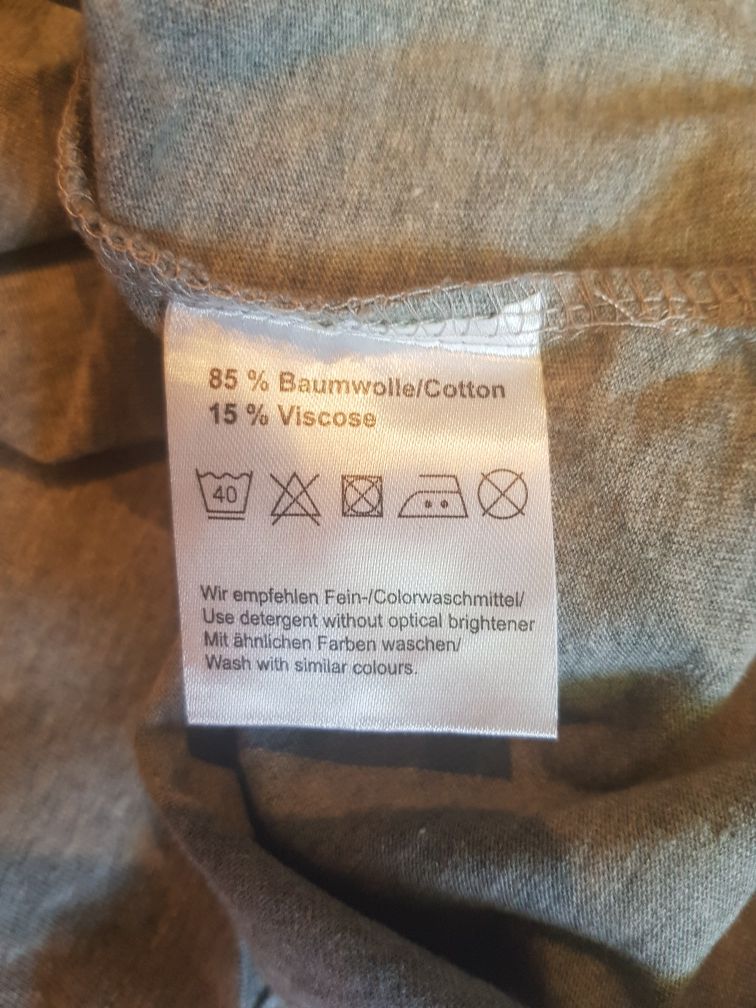 85 % Baumwolle/Cotton
15 % Viscose
40
Wir empfehlen Fein-/Colorwaschmittel/
Use detergent without optical brightener
Mit ähnlichen Farben waschen/
Wash with similar colours.